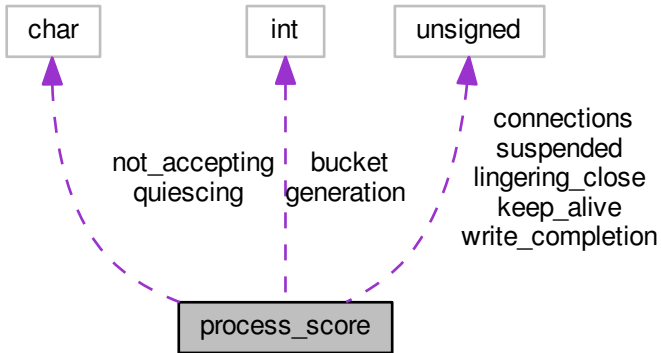 char
int
unsigned
not_accepting
quiescing
bucket
generation
connections
suspended
lingering_close
keep_alive
write_completion
process_score